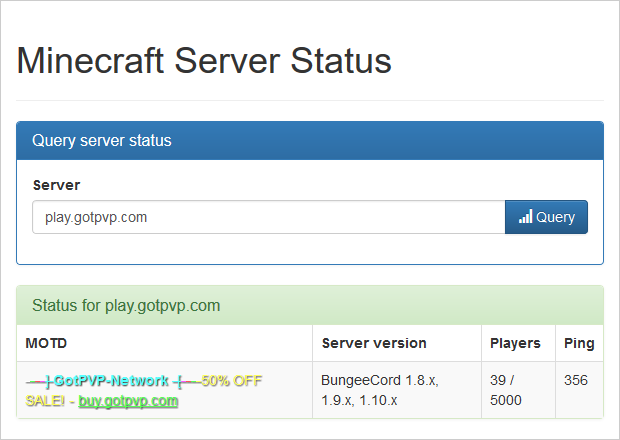 Minecraft Server Status
Query server status
Server
play.gotpvp.com
Query
Status for play.gotpvp.com
MOTD Server version Players Ping
—] GotPVP-Network [— 50% OFF BungeeCord 1.8.x, 39 / 356
SALE! - buy.gotpvp.com 1.9.x, 1.10.x 5000